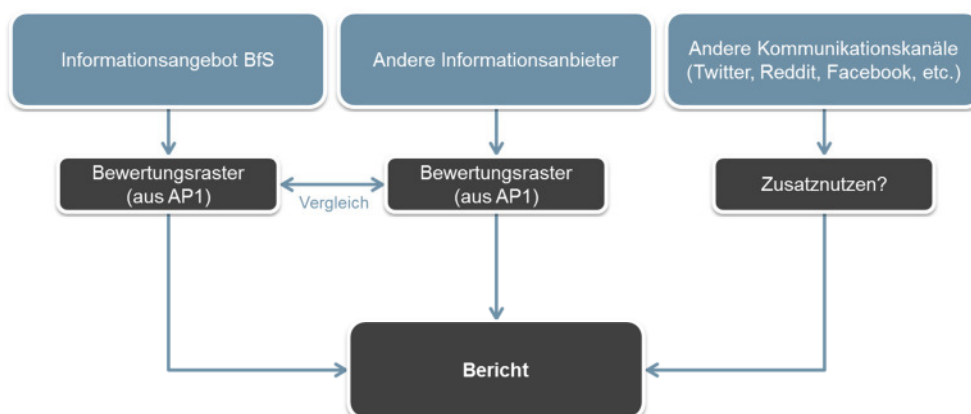 Informationsangebot BfS
Andere Informationsanbieter
Andere Kommunikationskanäle
(Twitter, Reddit, Facebook, etc.)
Bewertungsraster
(aus AP1)
Vergleich
Bewertungsraster
(aus AP1)
Zusatznutzen?
Bericht